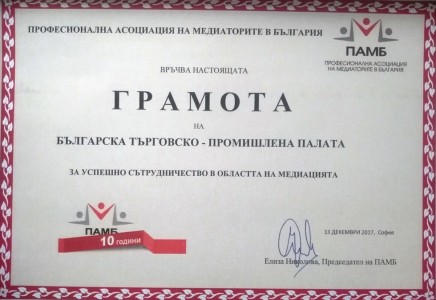 ПРОФЕСИОНАЛНА АСОЦИАЦИЯ НА МЕДИАТОРИТЕ В БЪЛГАРИЯ
ПАМБ
ПРОФЕСИОНАЛНА АСОЦИАЦИЯ
НА МЕДИАТОРИТЕ В БЪЛГАРИЯ
ВРЪЧВА НАСТОЯЩАТА
ГРАМОТА
НА
БЪЛГАРСКА ТЪРГОВСКО - ПРОМИШЛЕНА ПАЛАТА
ЗА УСПЕШНО СЪТРУДНИЧЕСТВО В ОБЛАСТТА НА МЕДИАЦИЯТА
ПАМБ
10 ГОДИНИ
13 ДЕКЕМВРИ 2017, София
Елиза Николова, Председател на ПАМБ